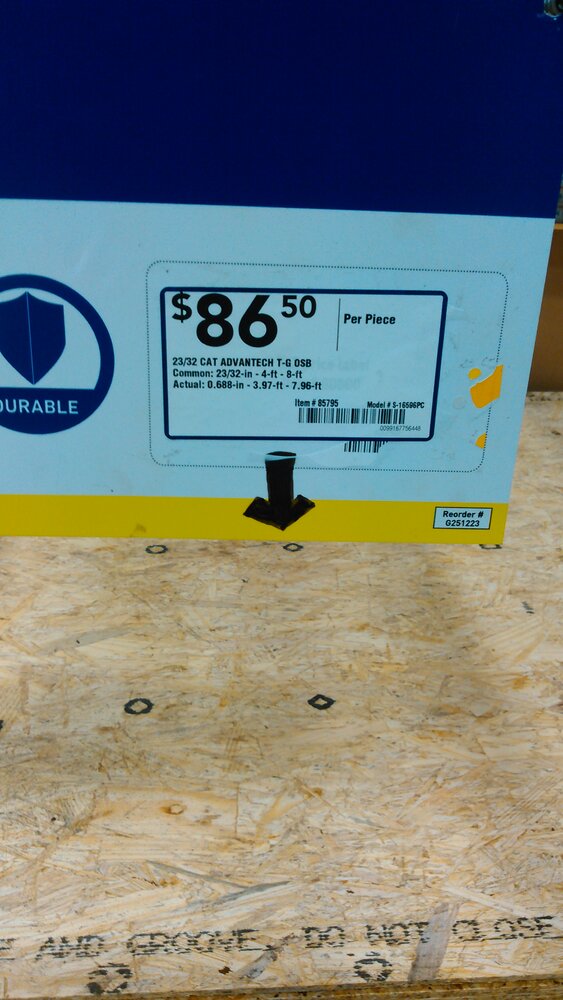 $86 50
Per Piece
23/32 CAT ADVANTECH T-G OSB
Common: 23/32-in - 4-ft - 8-ft
Actual: 0.688-in - 3.97-ft - 7.96-ft
Item # 85795 Model # S-16596PC
0099167756448
URABLE
Reorder #
G251223
AND GROOVE. DO NOT CLOSE